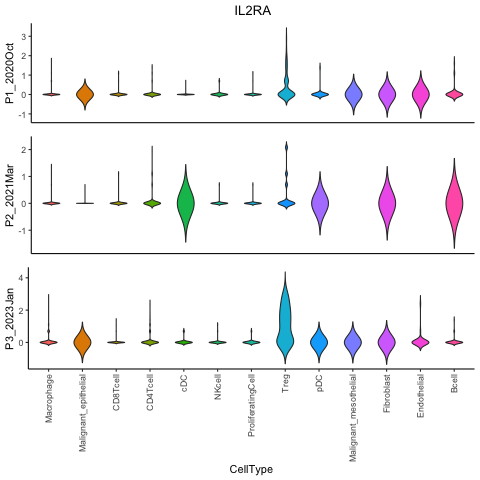 IL2RA
P1_2020Oct
3
2
1
0
-1
P2_2021Mar
2
1
0
-1
P3_2023Jan
4
2
0
Macrophage
Malignant_epithelial
CD8Tcell
CD4Tcell
cDC
NKcell
ProliferatingCell
Treg
pDC
Malignant_mesothelial
Fibroblast
Endothelial
Bcell
CellType